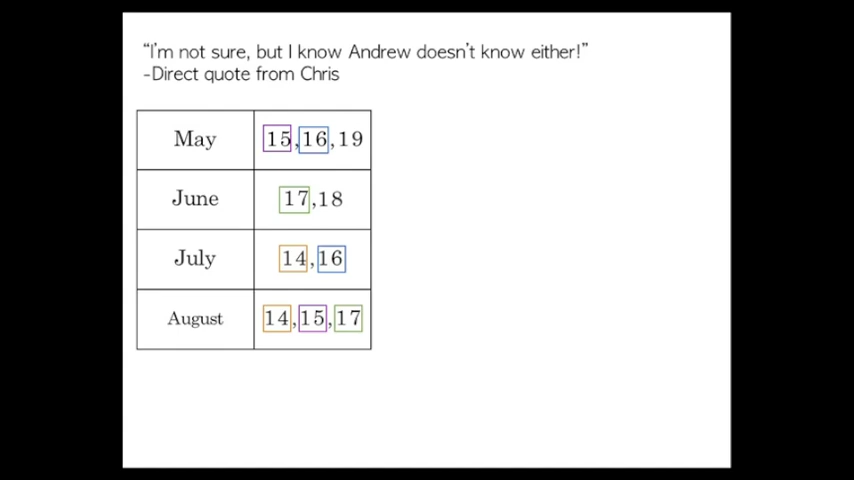 “I'm not sure, but I know Andrew doesn't know either!”
-Direct quote from Chris
May 15,16,19
June 17,18
July 14,16
August 14,15,17